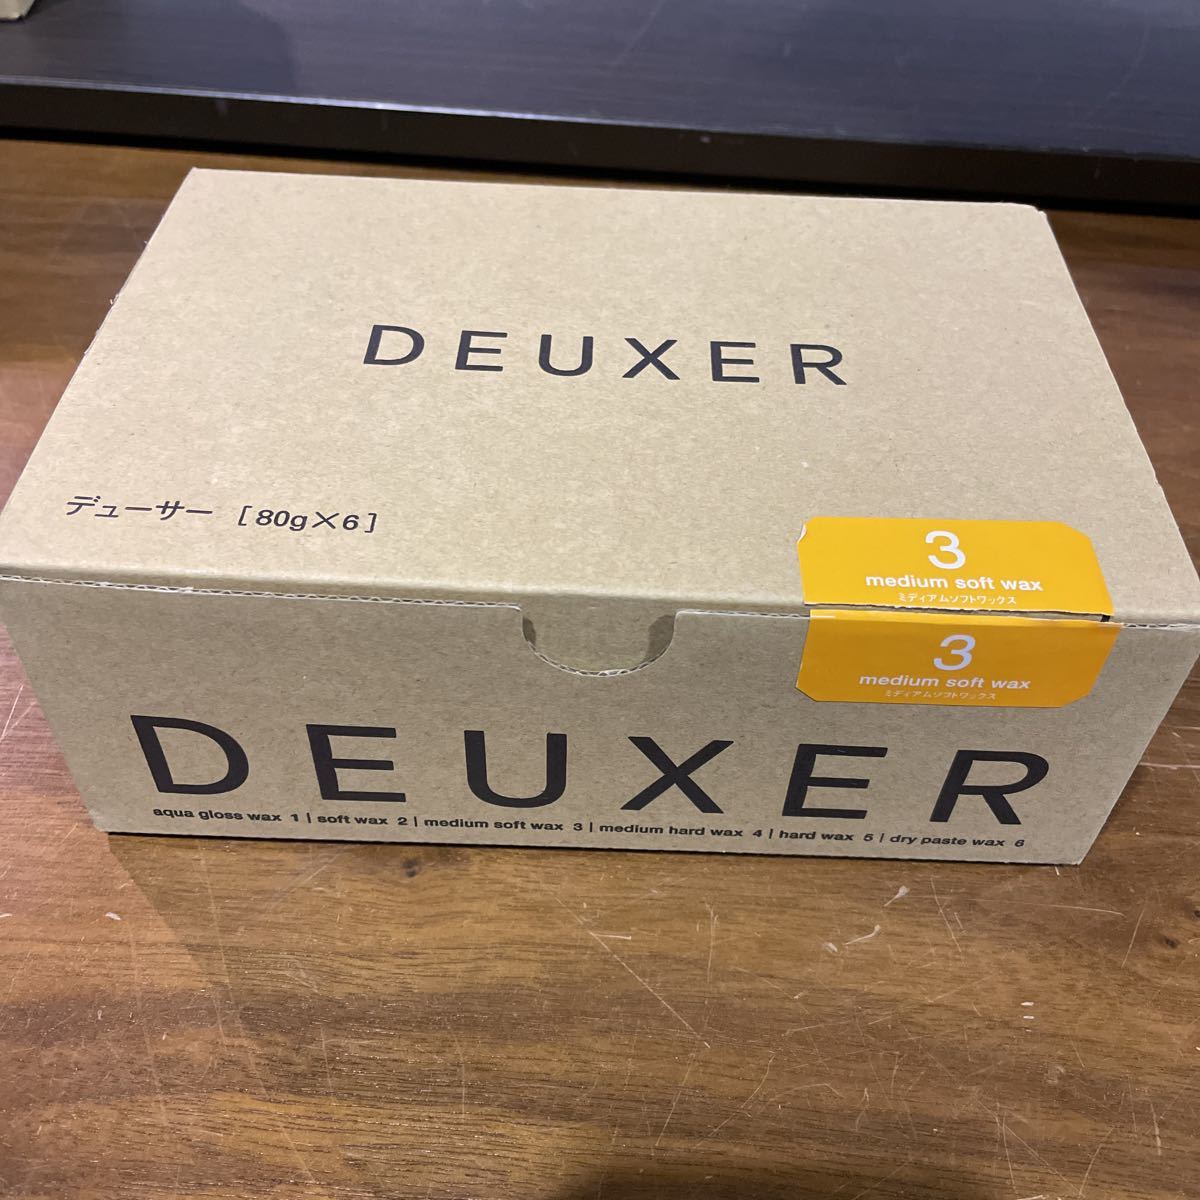 DEUXER
デューサー [80g×6]
3
medium soft wax
ミディアムソフトワックス
3
medium soft wax
ミディアムソフトワックス
DEUXER
aqua gloss wax 1 | soft wax 2 | medium soft wax 3 | medium hard wax 4 | hard wax 5 | dry paste wax 6